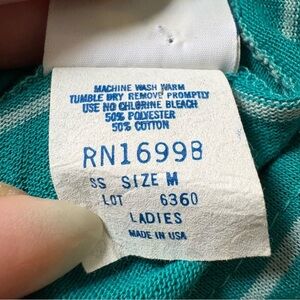 MACHINE WASH WARM
TUMBLE DRY REMOVE PROMPTLY
USE NO CHLORINE BLEACH
50% POLYESTER
50% COTTON
RN16998
SS SIZE M
LOT 6360
LADIES
MADE IN USA